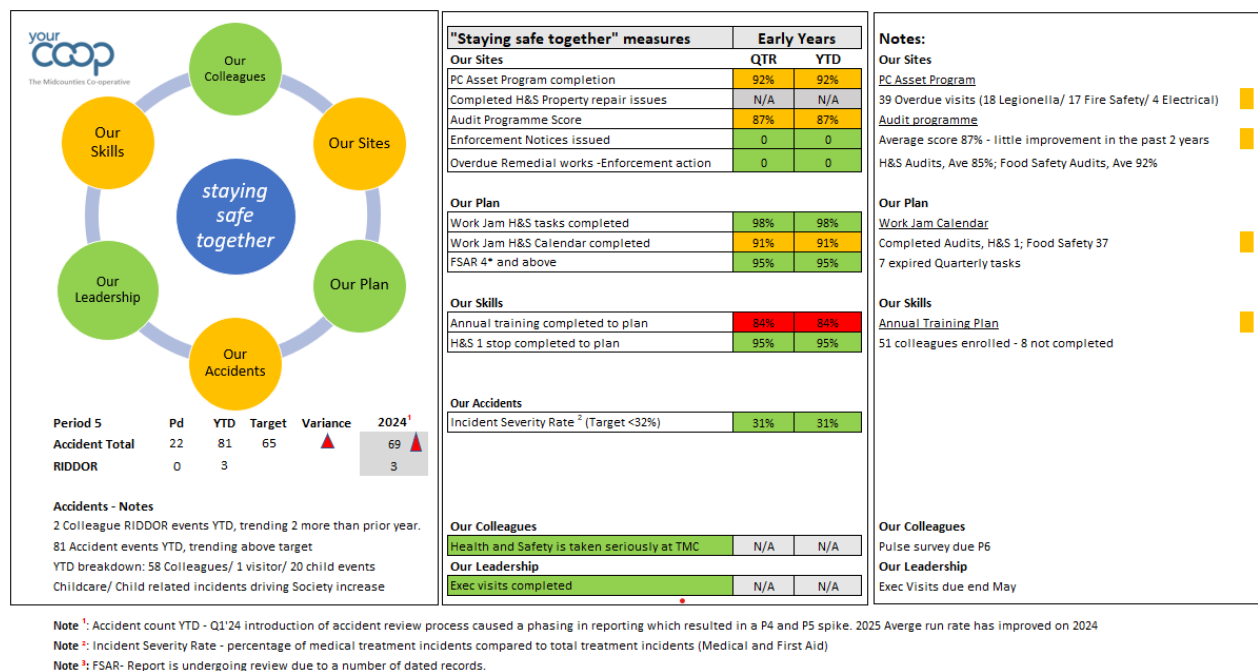 your
COOP
The Midcounties Co-operative
Our
Colleagues
Our
Skills
Our Sites
staying
safe
together
Our
Leadership
Our Plan
Our
Accidents
Period 5 Pd YTD Target Variance 2024¹
Accident Total 22 81 65 69
RIDDOR 0 3 3
Accidents - Notes
2 Colleague RIDDOR events YTD, trending 2 more than prior year.
81 Accident events YTD, trending above target
YTD breakdown: 58 Colleagues/ 1 visitor/ 20 child events
Childcare/ Child related incidents driving Society increase
"Staying safe together" measures Early Years
Our Sites QTR YTD
PC Asset Program completion 92% 92%
Completed H&S Property repair issues N/A N/A
Audit Programme Score 87% 87%
Enforcement Notices issued 0 0
Overdue Remedial works -Enforcement action 0 0
Our Plan
Work Jam H&S tasks completed 98% 98%
Work Jam H&S Calendar completed 91% 91%
FSAR 4* and above 95% 95%
Our Skills
Annual training completed to plan 84% 84%
H&S 1 stop completed to plan 95% 95%
Our Accidents
Incident Severity Rate ² (Target <32%) 31% 31%
Our Colleagues
Health and Safety is taken seriously at TMC N/A N/A
Our Leadership
Exec visits completed N/A N/A
Notes:
Our Sites
PC Asset Program
39 Overdue visits (18 Legionella/ 17 Fire Safety/ 4 Electrical)
Audit programme
Average score 87% - little improvement in the past 2 years
H&S Audits, Ave 85%; Food Safety Audits, Ave 92%
Our Plan
Work Jam Calendar
Completed Audits, H&S 1; Food Safety 37
7 expired Quarterly tasks
Our Skills
Annual Training Plan
51 colleagues enrolled - 8 not completed
Our Colleagues
Pulse survey due P6
Our Leadership
Exec Visits due end May
Note ¹: Accident count YTD - Q1'24 introduction of accident review process caused a phasing in reporting which resulted in a P4 and P5 spike. 2025 Averge run rate has improved on 2024
Note ²: Incident Severity Rate - percentage of medical treatment incidents compared to total treatment incidents (Medical and First Aid)
Note ³: FSAR- Report is undergoing review due to a number of dated records.